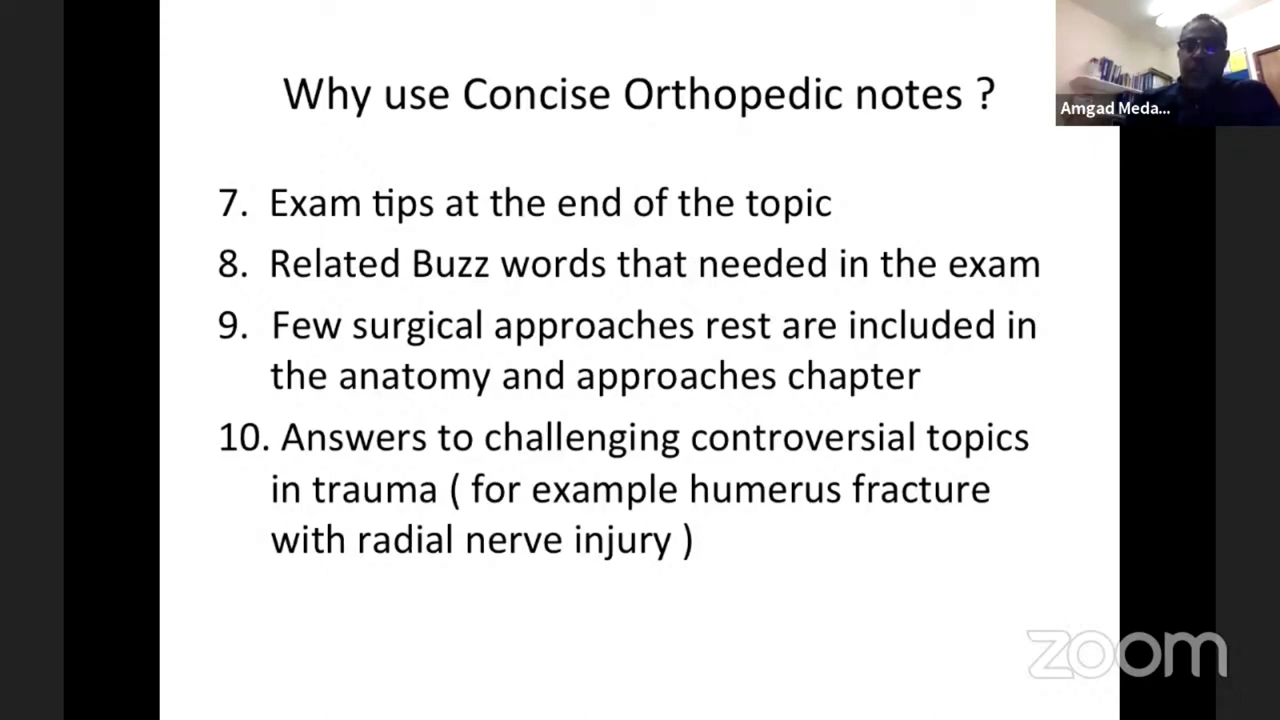 Why use Concise Orthopedic notes ?
Amgad Meda...
7. Exam tips at the end of the topic
8. Related Buzz words that needed in the exam
9. Few surgical approaches rest are included in
the anatomy and approaches chapter
10. Answers to challenging controversial topics
in trauma ( for example humerus fracture
with radial nerve injury )
zoom